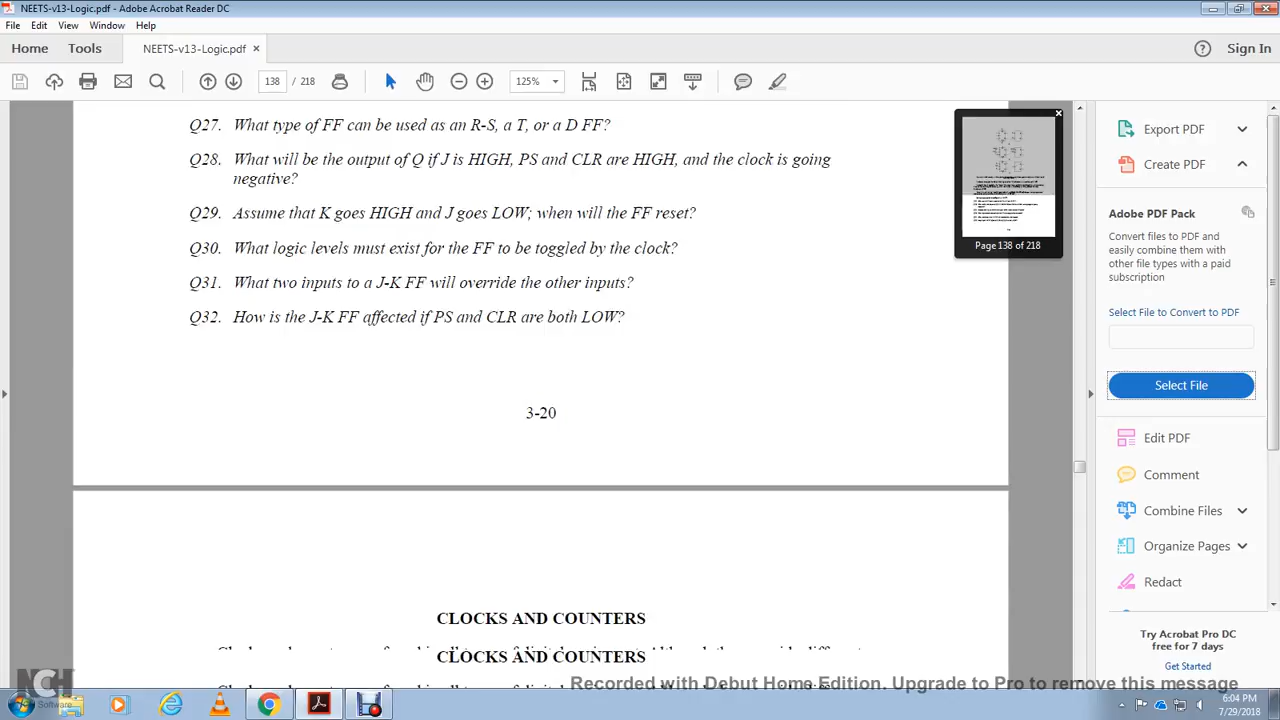 NEETS-v13-Logic.pdf - Adobe Acrobat Reader DC
File Edit View Window Help
Home Tools NEETS-v13-Logic.pdf × Sign In
138 / 218 125%
Q27. What type of FF can be used as an R-S, a T, or a D FF?
Q28. What will be the output of Q if J is HIGH, PS and CLR are HIGH, and the clock is going
negative?
Q29. Assume K goes HIGH and J goes LOW; when will the FF reset?
Q30. What logic levels must exist for the FF to be toggled by the clock?
Q31. What two inputs to a J-K FF will override the other inputs?
Q32. How is the J-K FF affected if PS and CLR are both LOW?
3-20
CLOCKS AND COUNTERS
CLOCKS AND COUNTERS
Page 138 of 218
Export PDF
Create PDF
Adobe PDF Pack
Convert files to PDF and
easily combine them with
other file types with a paid
subscription
Select File to Convert to PDF
Select File
Edit PDF
Comment
Combine Files
Organize Pages
Redact
Try Acrobat Pro DC
free for 7 days
Get Started
NCH
Software
Recorded with Debut Home Edition. Upgrade to Pro to remove this message
6:04 PM
7/29/2018